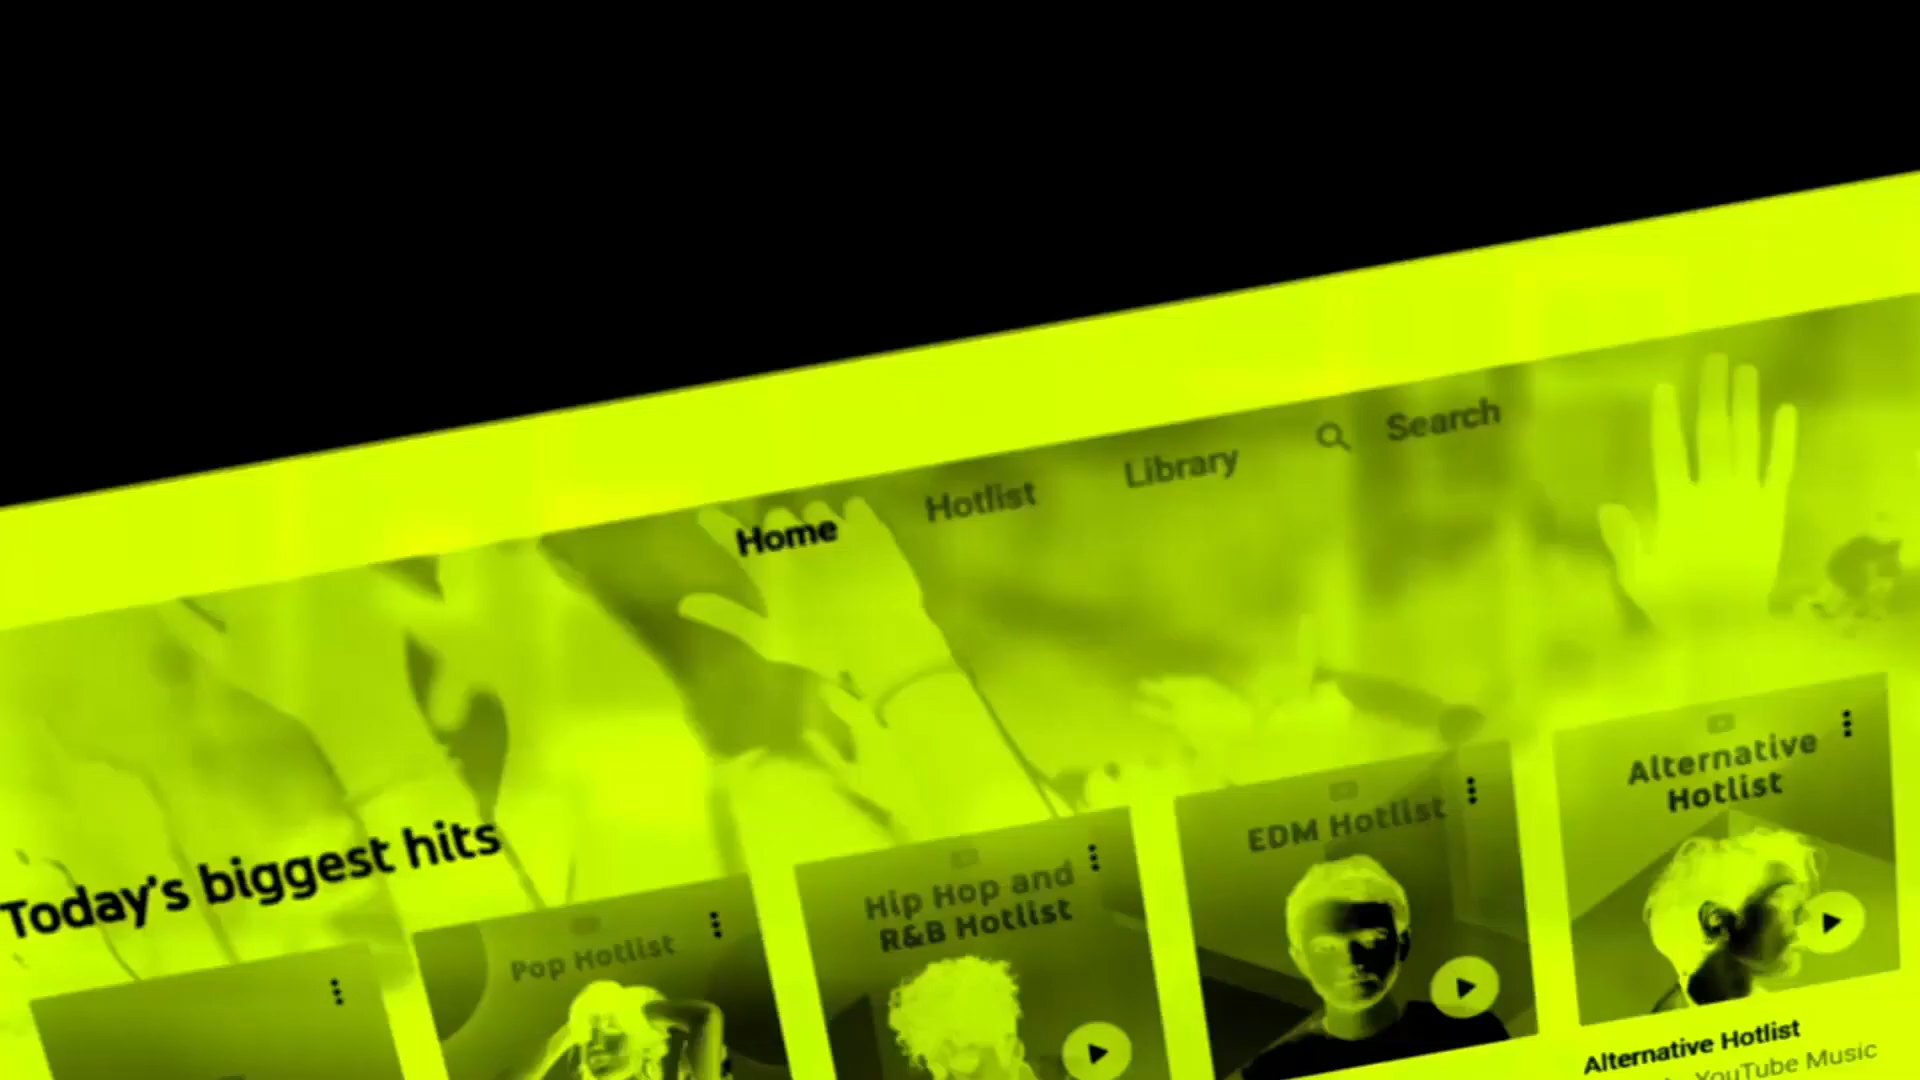 Home
Hotlist
Library
Search
Today's biggest hits
Pop Hotlist
Hip Hop and
R&B Hotlist
EDM Hotlist
Alternative
Hotlist
Alternative Hotlist
YouTube Music